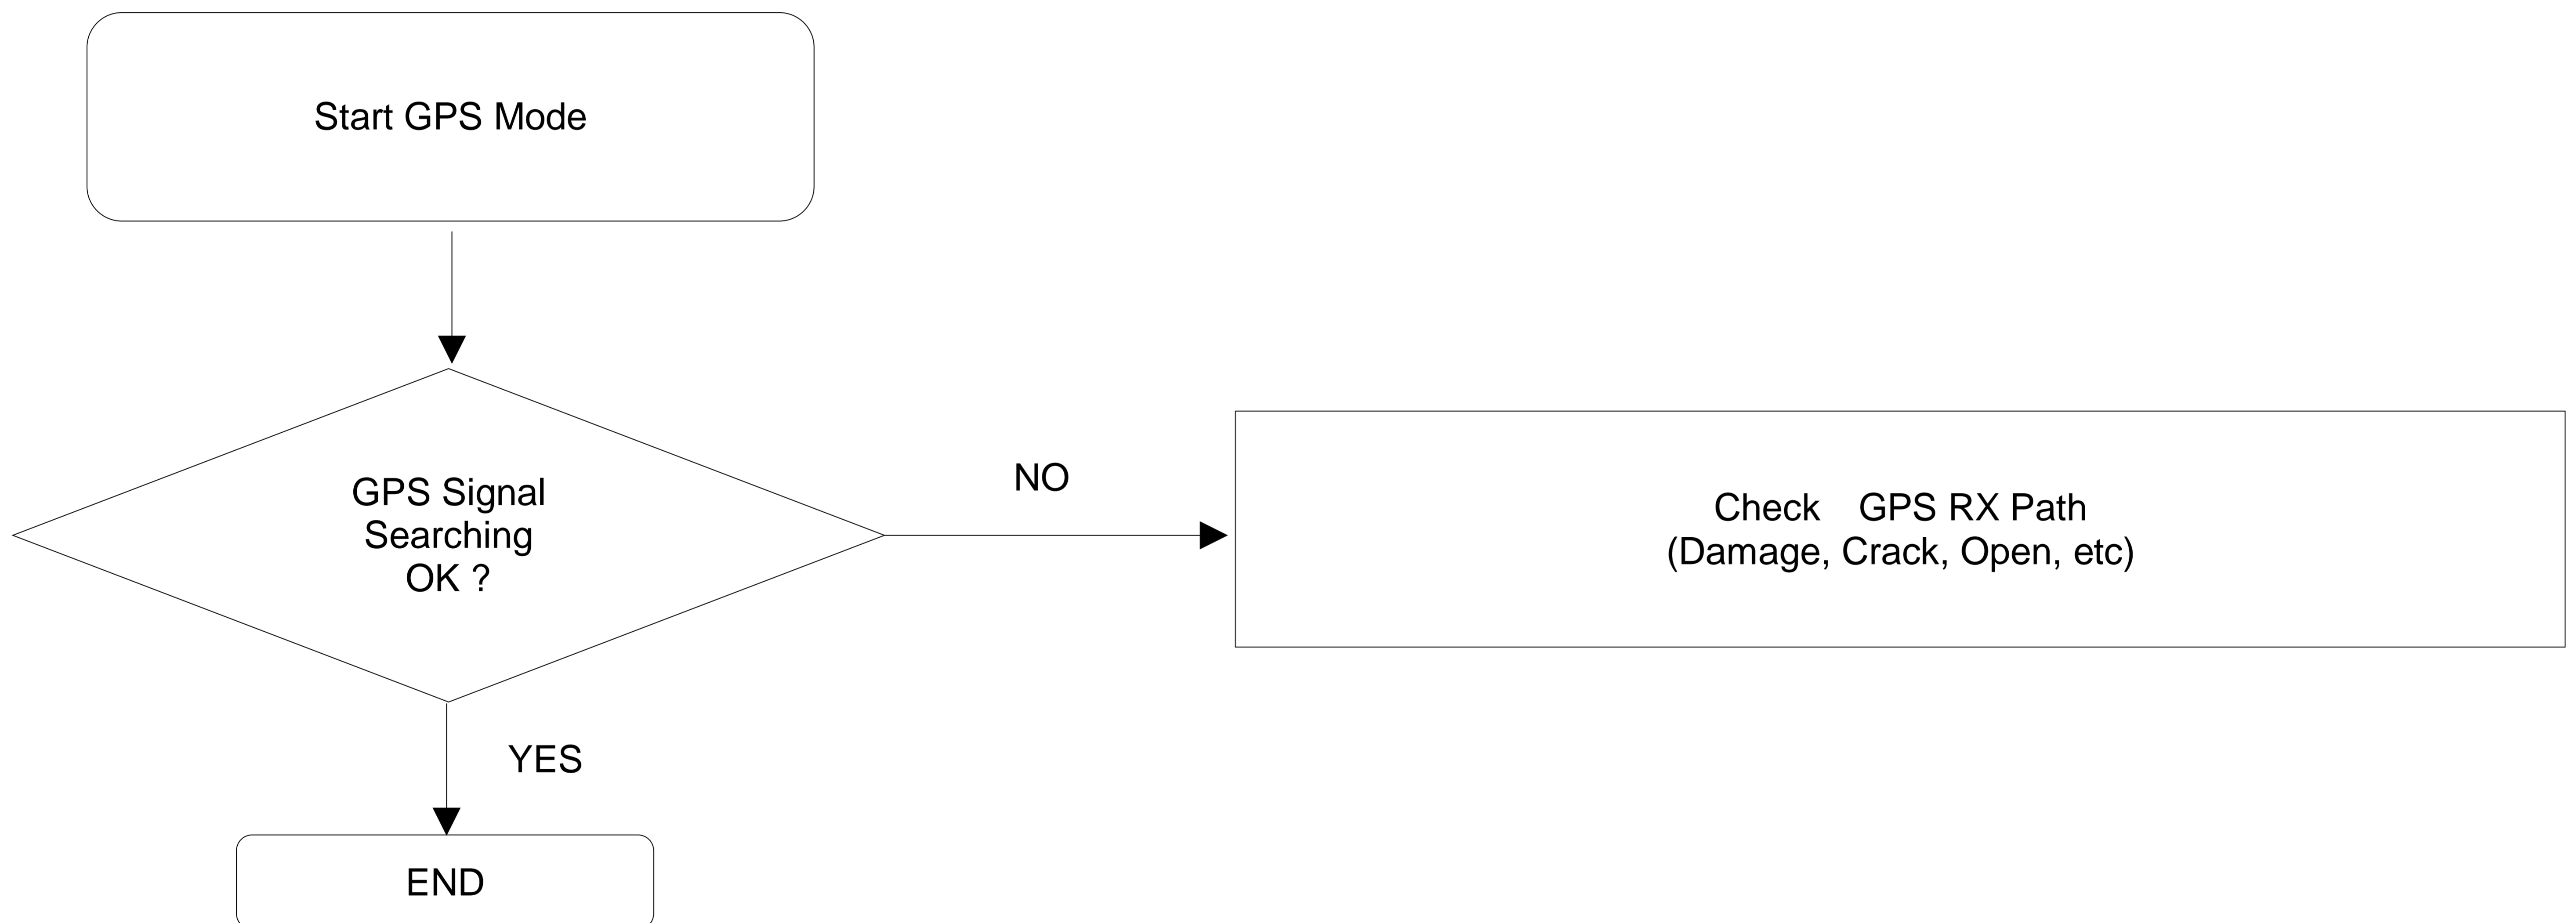 Start GPS Mode
GPS Signal
Searching
OK ?
NO
Check GPS RX Path
(Damage, Crack, Open, etc)
YES
END